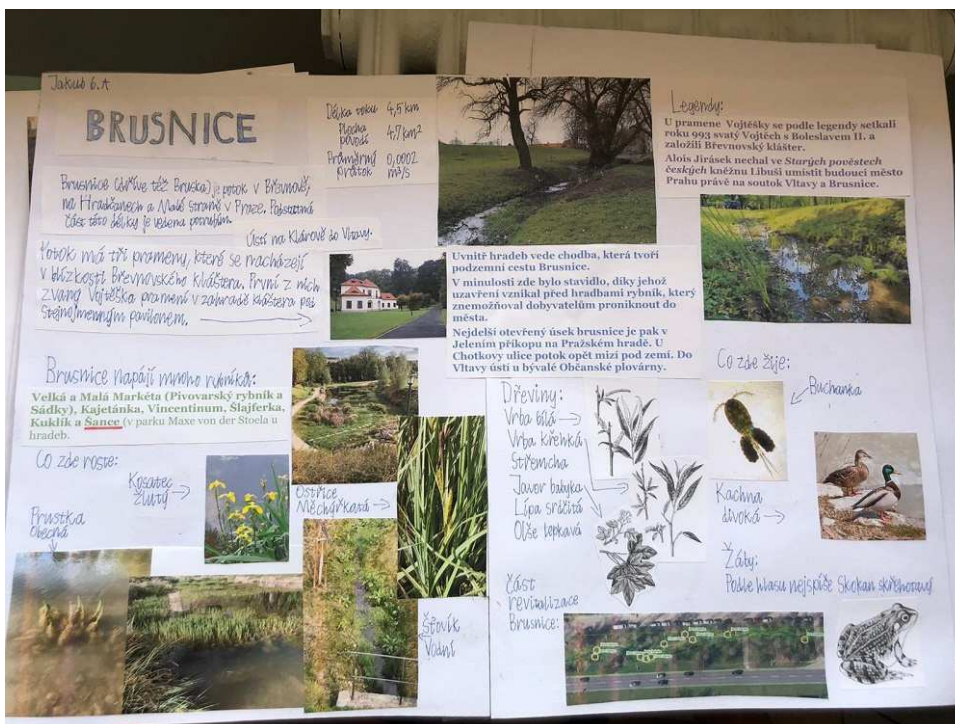 Jakub 6.A
BRUSNICE
Délka toku 4,5 km
Plocha povodí 4,7 km2
Průměrný průtok 0,0002 m3/s
Brusnice (dříve též Bruska) je potok v Břevnově,
na Hradčanech a Malé straně v Praze. Podstatná
část této délky je vedena potrubím.
Ústí na Klárově do Vltavy.
Potok má tři prameny, které se nacházejí
v blízkosti Břevnovského kláštera. První z nich
zvaný Vojtěška pramení v zahradě kláštera pod
stejnojmenným pavilonem.
Brusnice napájí mnoho rybníků:
Velká a Malá Markéta (Pivovarský rybník a
Sádky), Kajetánka, Vincentinum, Šlajferka,
Kuklík a Šance (v parku Maxe von der Stoela u
hradeb.
Co zde roste:
Kosatec
žlutý
Prustka
Obecná
Ostřice
Měchýřkatá
Šťovík
Vodní
Legendy:
U pramene Vojtěšky se podle legendy setkali
roku 993 svatý Vojtěch s Boleslavem II. a
založili Břevnovský klášter.
Alois Jirásek nechal ve Starých pověstech
českých kněžnu Libuši umístit budoucí město
Prahu právě na soutok Vltavy a Brusnice.
Uvnitř hradeb vede chodba, která tvoří
podzemní cestu Brusnice.
V minulosti zde bylo stavidlo, díky jehož
uzavření vznikal před hradbami rybník, který
znemožňoval dobyvatelům proniknout do
města.
Nejdelší otevřený úsek brusnice je pak v
Jelením příkopu na Pražském hradě. U
Chotkovy ulice potok opět mizí pod zemí. Do
Vltavy ústí u bývalé Občanské plovárny.
Dřeviny:
Vrba bílá
Vrba křehká
Střemcha
Javor babyka
Lípa srdčitá
Olše lepkavá
Co zde žije:
Buchanka
Kachna
divoká
Žáby:
Podle hlasu nejspíše Skokan skřehotavý
část
revitalizace
Brusnice: